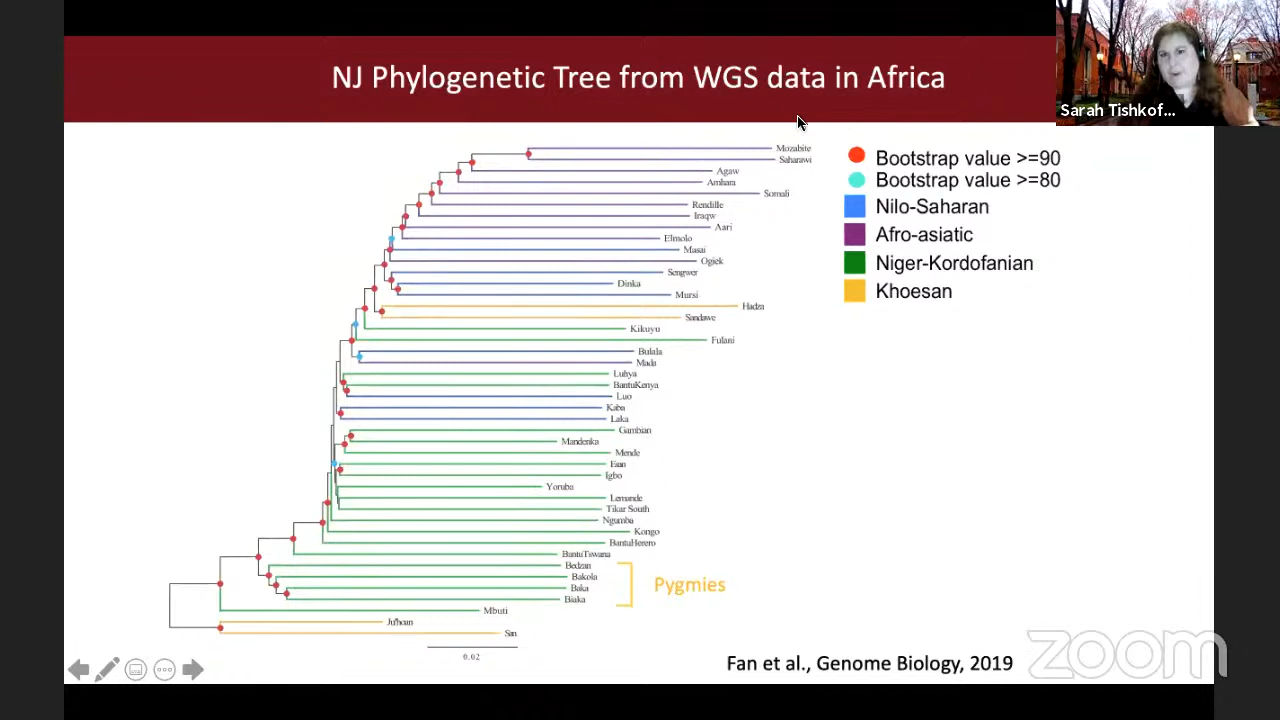 NJ Phylogenetic Tree from WGS data in Africa
Sarah Tishkof...
Mozabite
Saharawi
Agaw
Amhara
Somali
Rendille
Iraqw
Aari
Elmolo
Masai
Ogiek
Sengwer
Dinka
Mursi
Hadza
Sandawe
Kikuyu
Fulani
Bulala
Mada
Luhya
BantuKenya
Luo
Kaba
Laka
Gambian
Mandenka
Mende
Esan
Igbo
Yoruba
Lemande
Tikar South
Ngumba
Kongo
BantuHerero
BantuTswana
Bedzan
Bakola
Baka
Biaka
Mbuti
Ju/hoan
San
0.02
Pygmies
Bootstrap value >=90
Bootstrap value >=80
Nilo-Saharan
Afro-asiatic
Niger-Kordofanian
Khoesan
Fan et al., Genome Biology, 2019
zoom